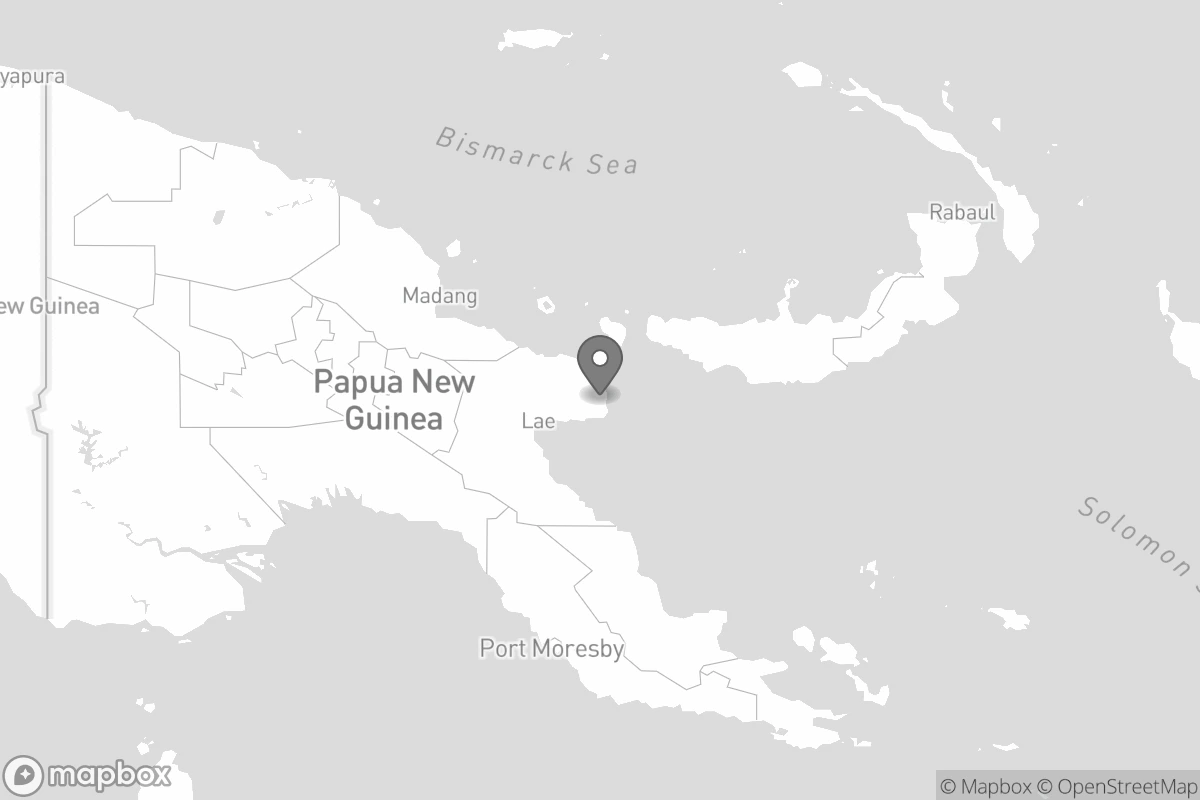 yapura
Bismarck Sea
Rabaul
Madang
ew Guinea
Papua New
Guinea
Lae
Solomon
Port Moresby
mapbox
© Mapbox © OpenStreetMap